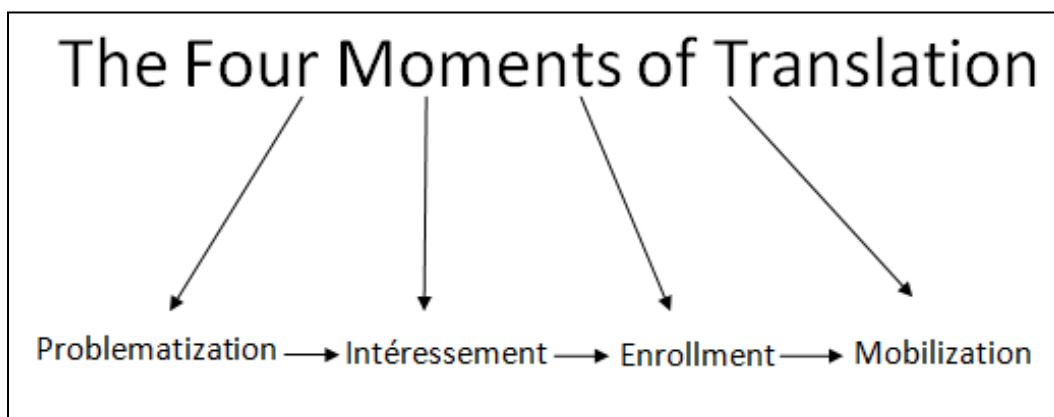 The Four Moments of Translation
Problematization Intéressement Enrollment Mobilization